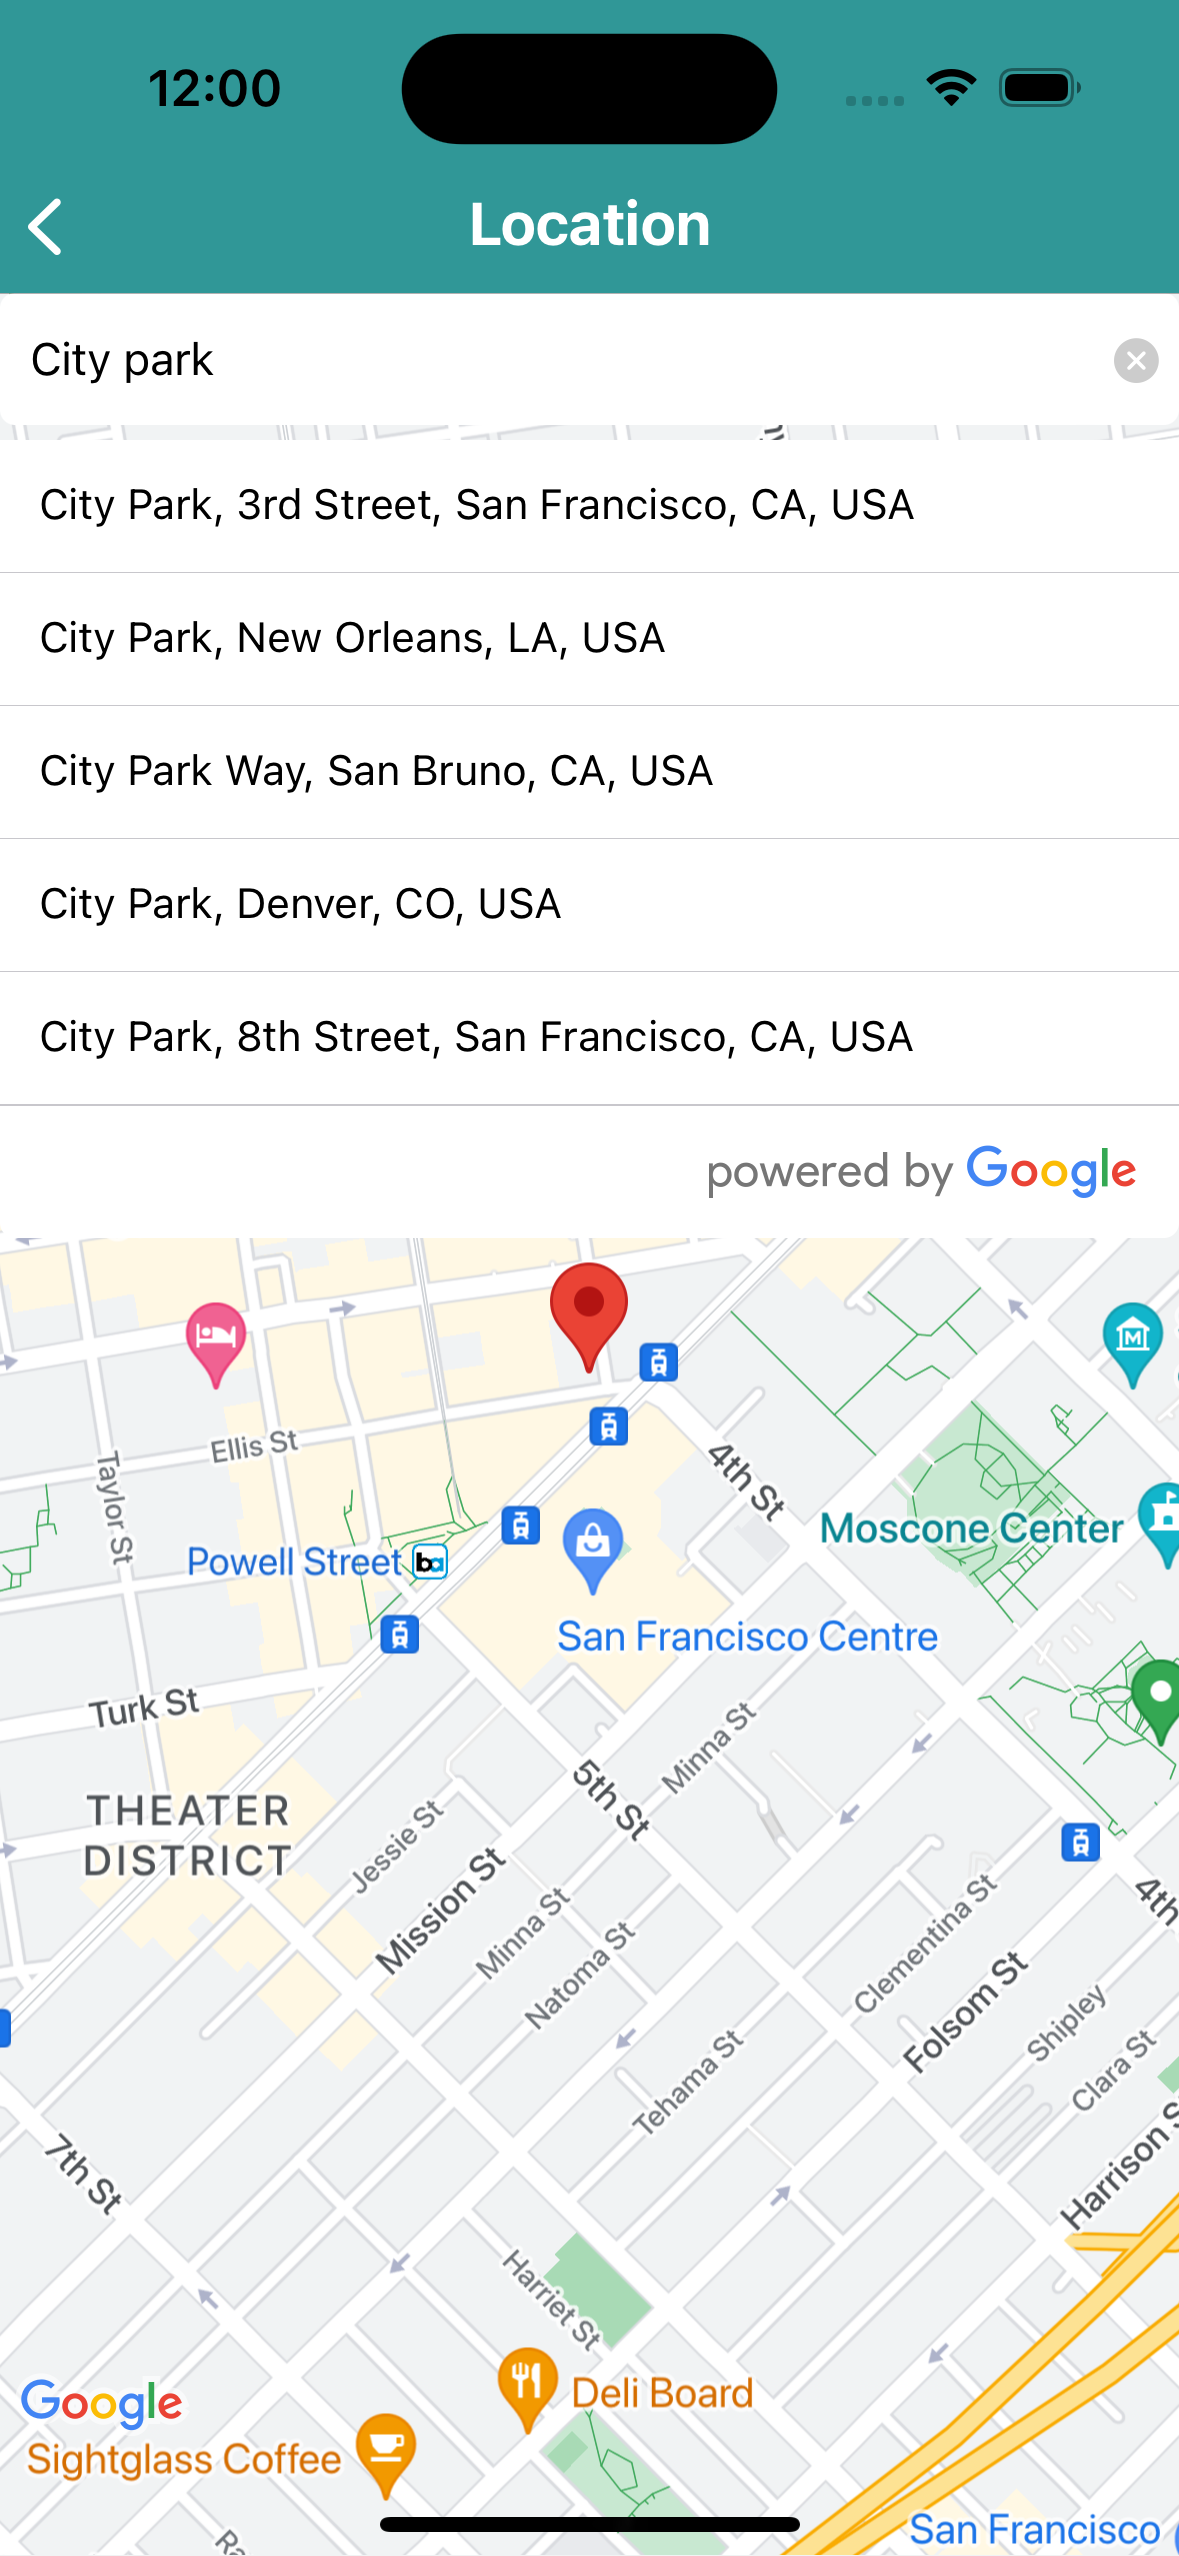 12:00
Location
City park
City Park, 3rd Street, San Francisco, CA, USA
City Park, New Orleans, LA, USA
City Park Way, San Bruno, CA, USA
City Park, Denver, CO, USA
City Park, 8th Street, San Francisco, CA, USA
powered by Google
Ellis St
Taylor St
4th St
Moscone Center
Powell Street
San Francisco Centre
Turk St
Minna St
5th St
THEATER
DISTRICT
Jessie St
Mission St
Minna St
Natoma St
Clementina St
4th
Folsom St
Shipley
Clara St
Tehama St
Harrison S
7th St
Harriet St
Deli Board
Google
Sightglass Coffee
San Francisco